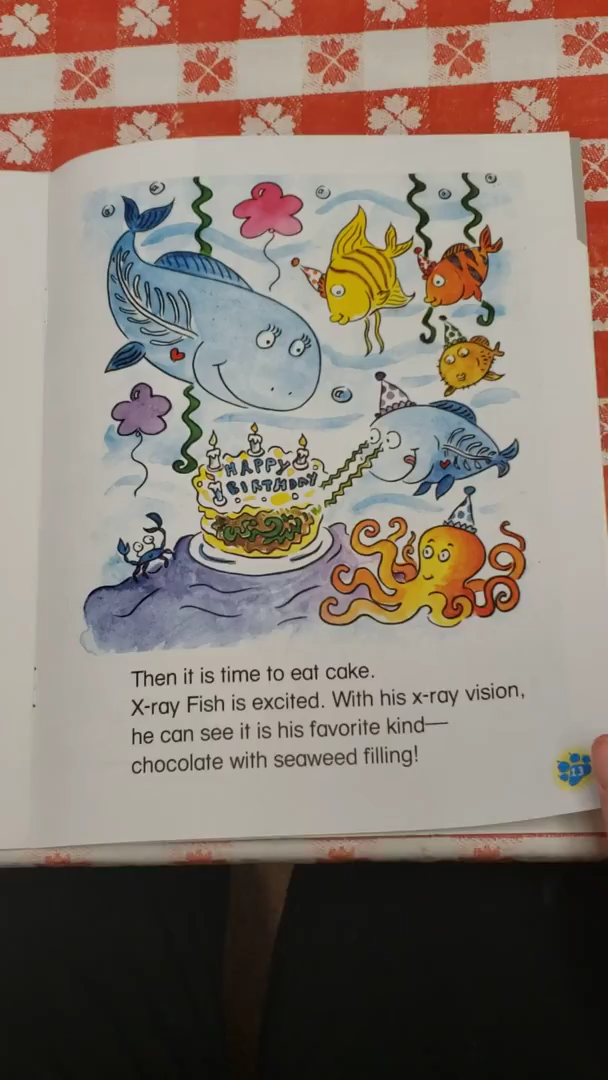 HAPPY
BIRTHDAY
Then it is time to eat cake.
X-ray Fish is excited. With his x-ray vision,
he can see it is his favorite kind—
chocolate with seaweed filling!
13